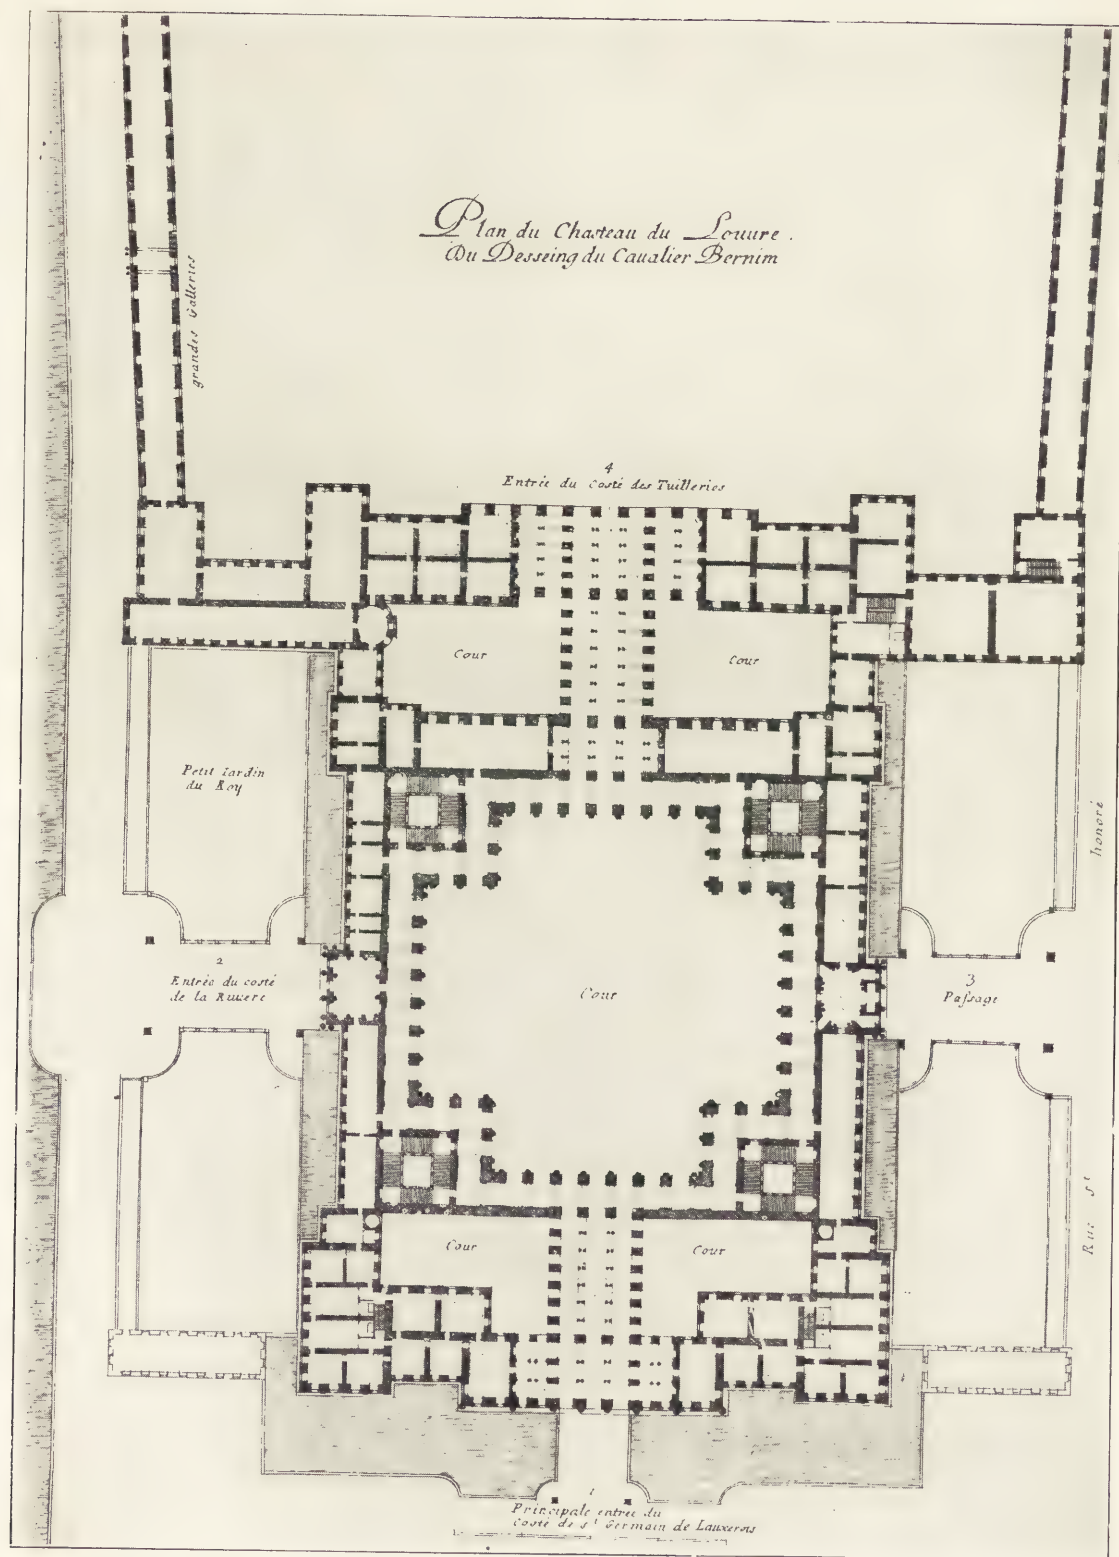 Plan du Chasteau du Louure.
Du Desseing du Caualier Bernim
grandes Galleries
4
Entrée du Costé des Tuilleries
Cour
Cour
Petit Jardin
du Roy
honoré
2
Entrée du costé
de la Riuiere
Cour
3
Passage
Cour
Cour
Rue st
1
Principale entrée du
Costé de st Germain de Lauxerois